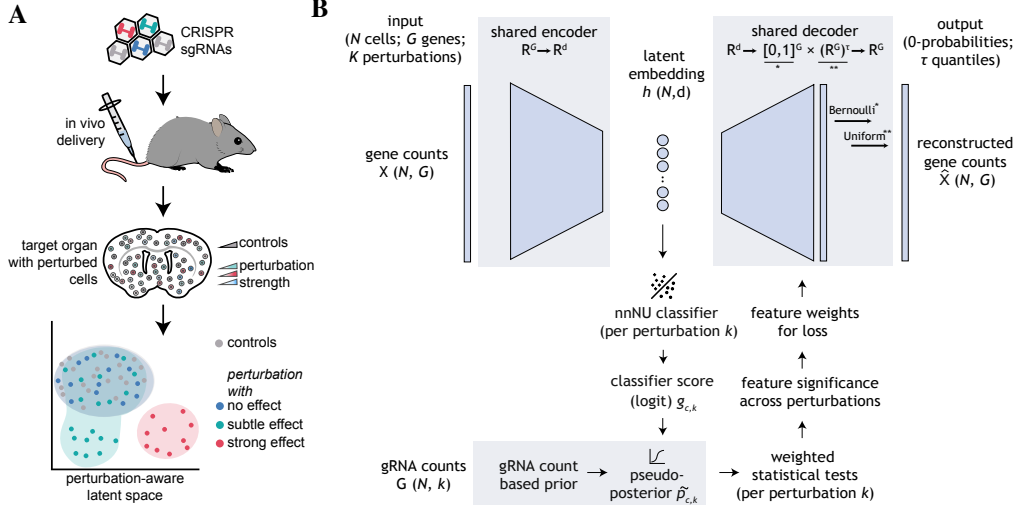 A
CRISPR
sgRNAs
in vivo
delivery
target organ
with perturbed
cells
controls
perturbation
strength
controls
perturbation
with
no effect
subtle effect
strong effect
perturbation-aware
latent space
B
input
(N cells; G genes;
K perturbations)
shared encoder
R^G → R^d
latent
embedding
h (N,d)
shared decoder
R^d → [0,1]^G × (R^G)^τ → R^G
* **
output
(0-probabilities;
τ quantiles)
gene counts
X (N, G)
Bernoulli*
Uniform**
reconstructed
gene counts
X̂ (N, G)
nnNU classifier
(per perturbation k)
classifier score
(logit) g_{c,k}
gRNA counts
G (N, k)
gRNA count
based prior
pseudo-
posterior p̃_{c,k}
weighted
statistical tests
(per perturbation k)
feature significance
across perturbations
feature weights
for loss